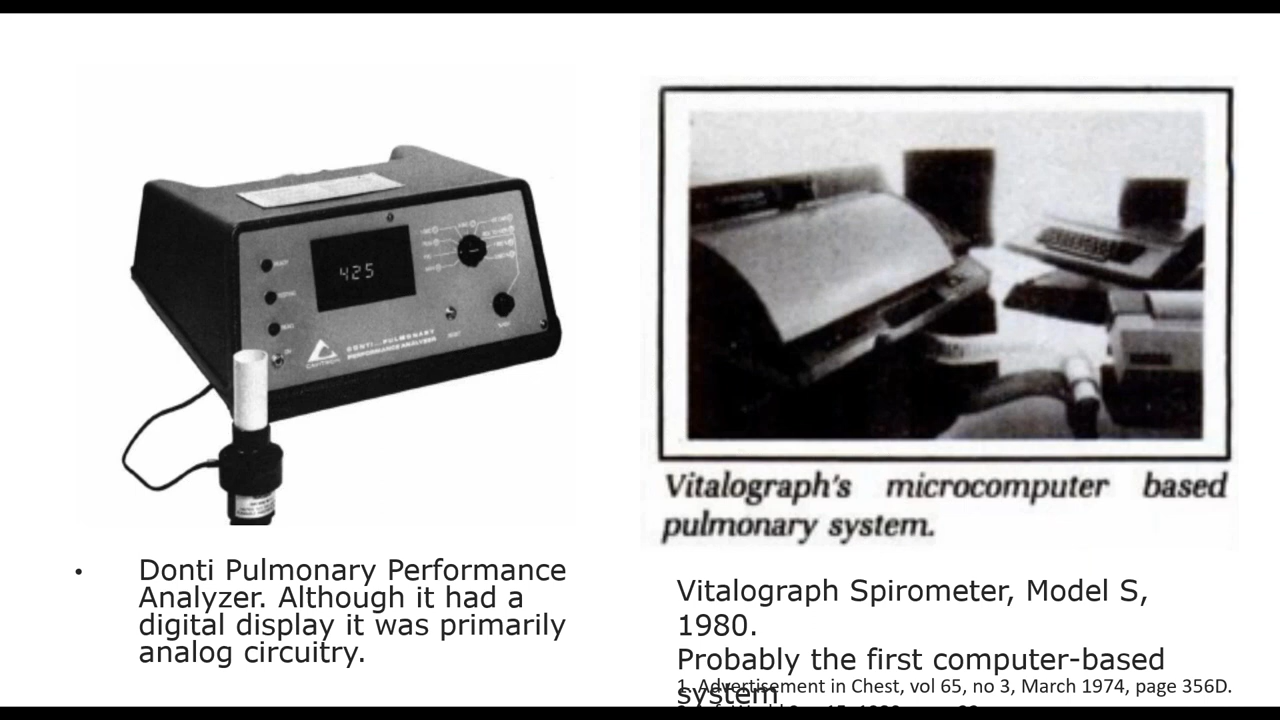 425
DONTI PULMONARY
PERFORMANCE ANALYZER
Vitalograph's microcomputer based
pulmonary system.
• Donti Pulmonary Performance
Analyzer. Although it had a
digital display it was primarily
analog circuitry.
Vitalograph Spirometer, Model S,
1980.
Probably the first computer-based
system
1. Advertisement in Chest, vol 65, no 3, March 1974, page 356D.